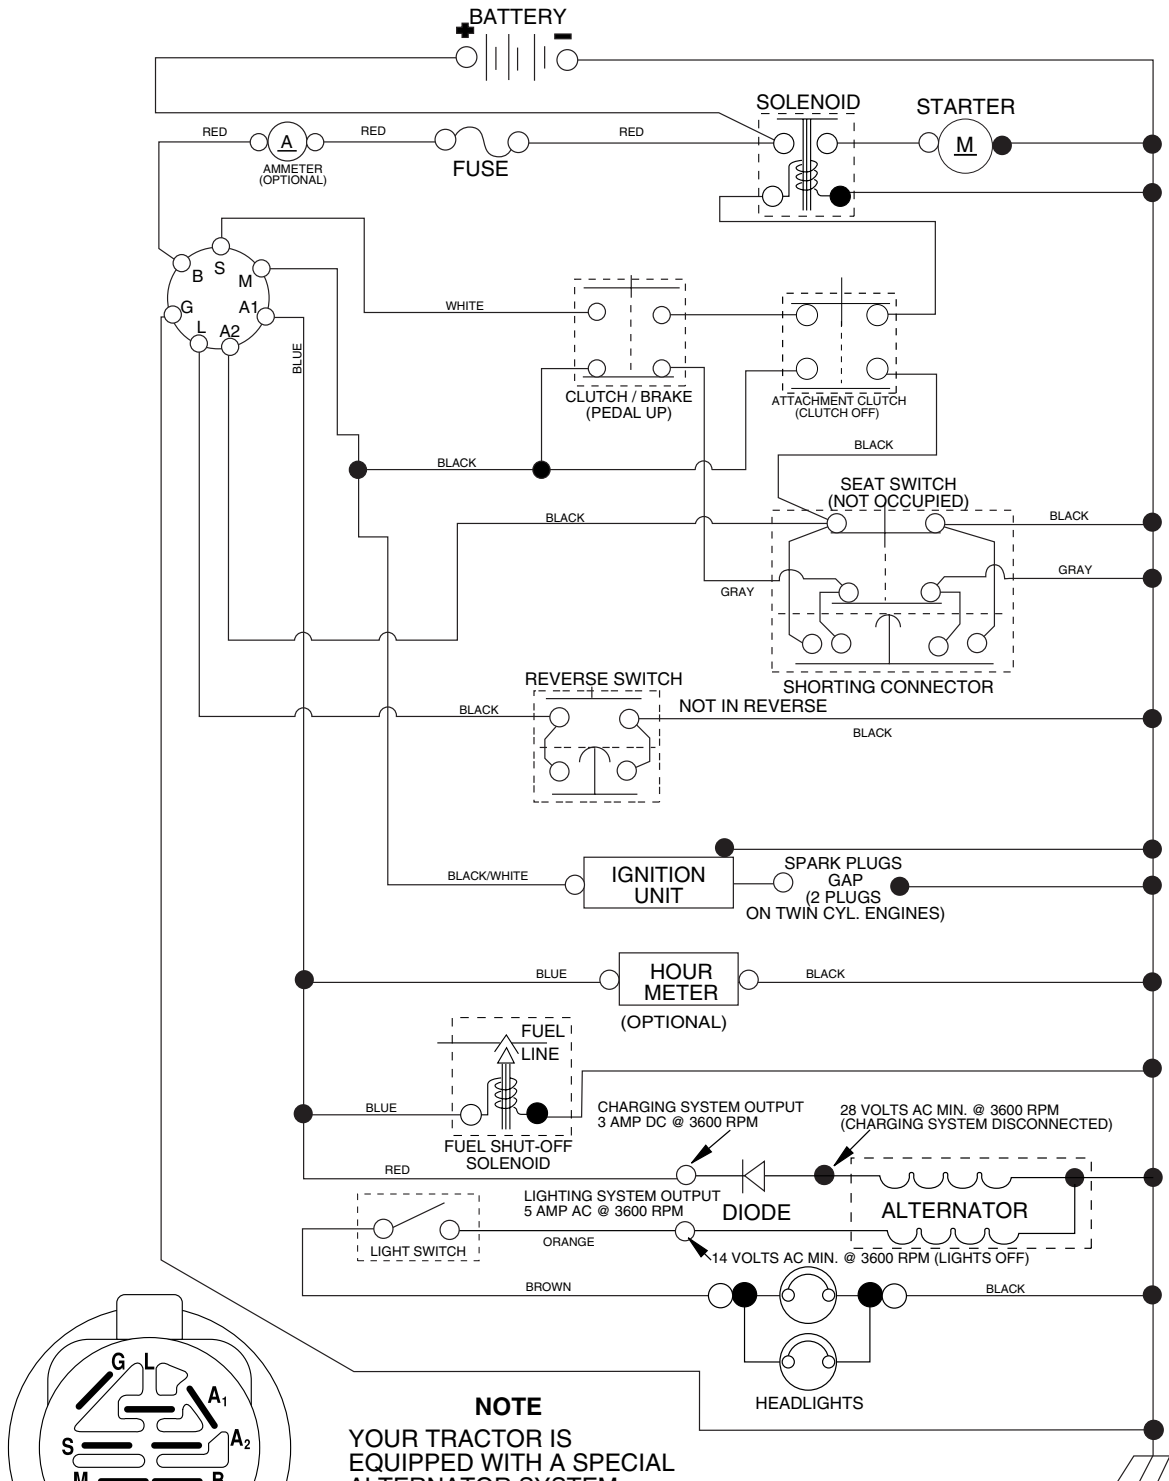 BATTERY
SOLENOID
STARTER
RED
A
RED
RED
M
FUSE
AMMETER
(OPTIONAL)
B
S
M
G
A1
L
A2
WHITE
BLUE
CLUTCH / BRAKE
(PEDAL UP)
ATTACHMENT CLUTCH
(CLUTCH OFF)
BLACK
BLACK
SEAT SWITCH
(NOT OCCUPIED)
BLACK
BLACK
GRAY
GRAY
SHORTING CONNECTOR
REVERSE SWITCH
NOT IN REVERSE
BLACK
BLACK
BLACK/WHITE
IGNITION
UNIT
SPARK PLUGS
GAP
(2 PLUGS
ON TWIN CYL. ENGINES)
BLUE
HOUR
METER
BLACK
(OPTIONAL)
FUEL
LINE
BLUE
FUEL SHUT-OFF
SOLENOID
CHARGING SYSTEM OUTPUT
3 AMP DC @ 3600 RPM
28 VOLTS AC MIN. @ 3600 RPM
(CHARGING SYSTEM DISCONNECTED)
RED
LIGHTING SYSTEM OUTPUT
5 AMP AC @ 3600 RPM
DIODE
ALTERNATOR
LIGHT SWITCH
ORANGE
14 VOLTS AC MIN. @ 3600 RPM (LIGHTS OFF)
BROWN
BLACK
HEADLIGHTS
G
L
A1
S
A2
M
B
NOTE
YOUR TRACTOR IS
EQUIPPED WITH A SPECIAL
ALTERNATOR SYSTEM